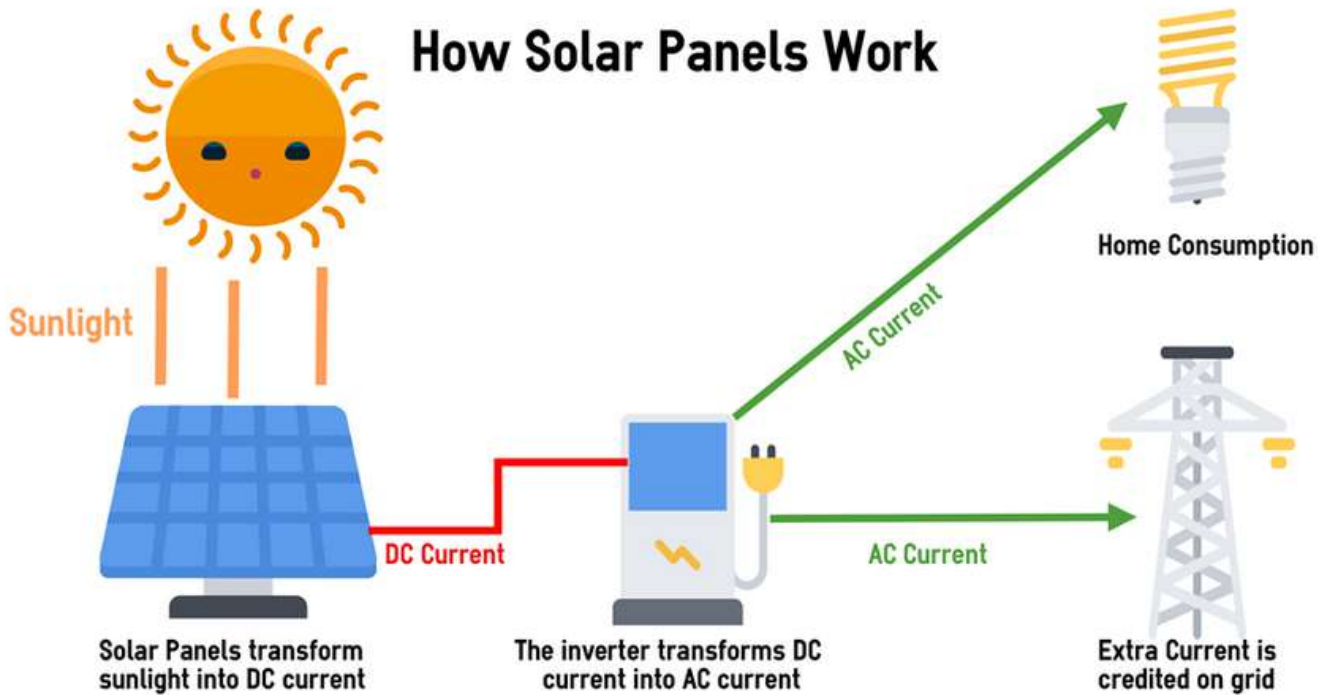 How Solar Panels Work
Sunlight
AC Current
Home Consumption
DC Current
AC Current
Solar Panels transform
sunlight into DC current
The inverter transforms DC
current into AC current
Extra Current is
credited on grid